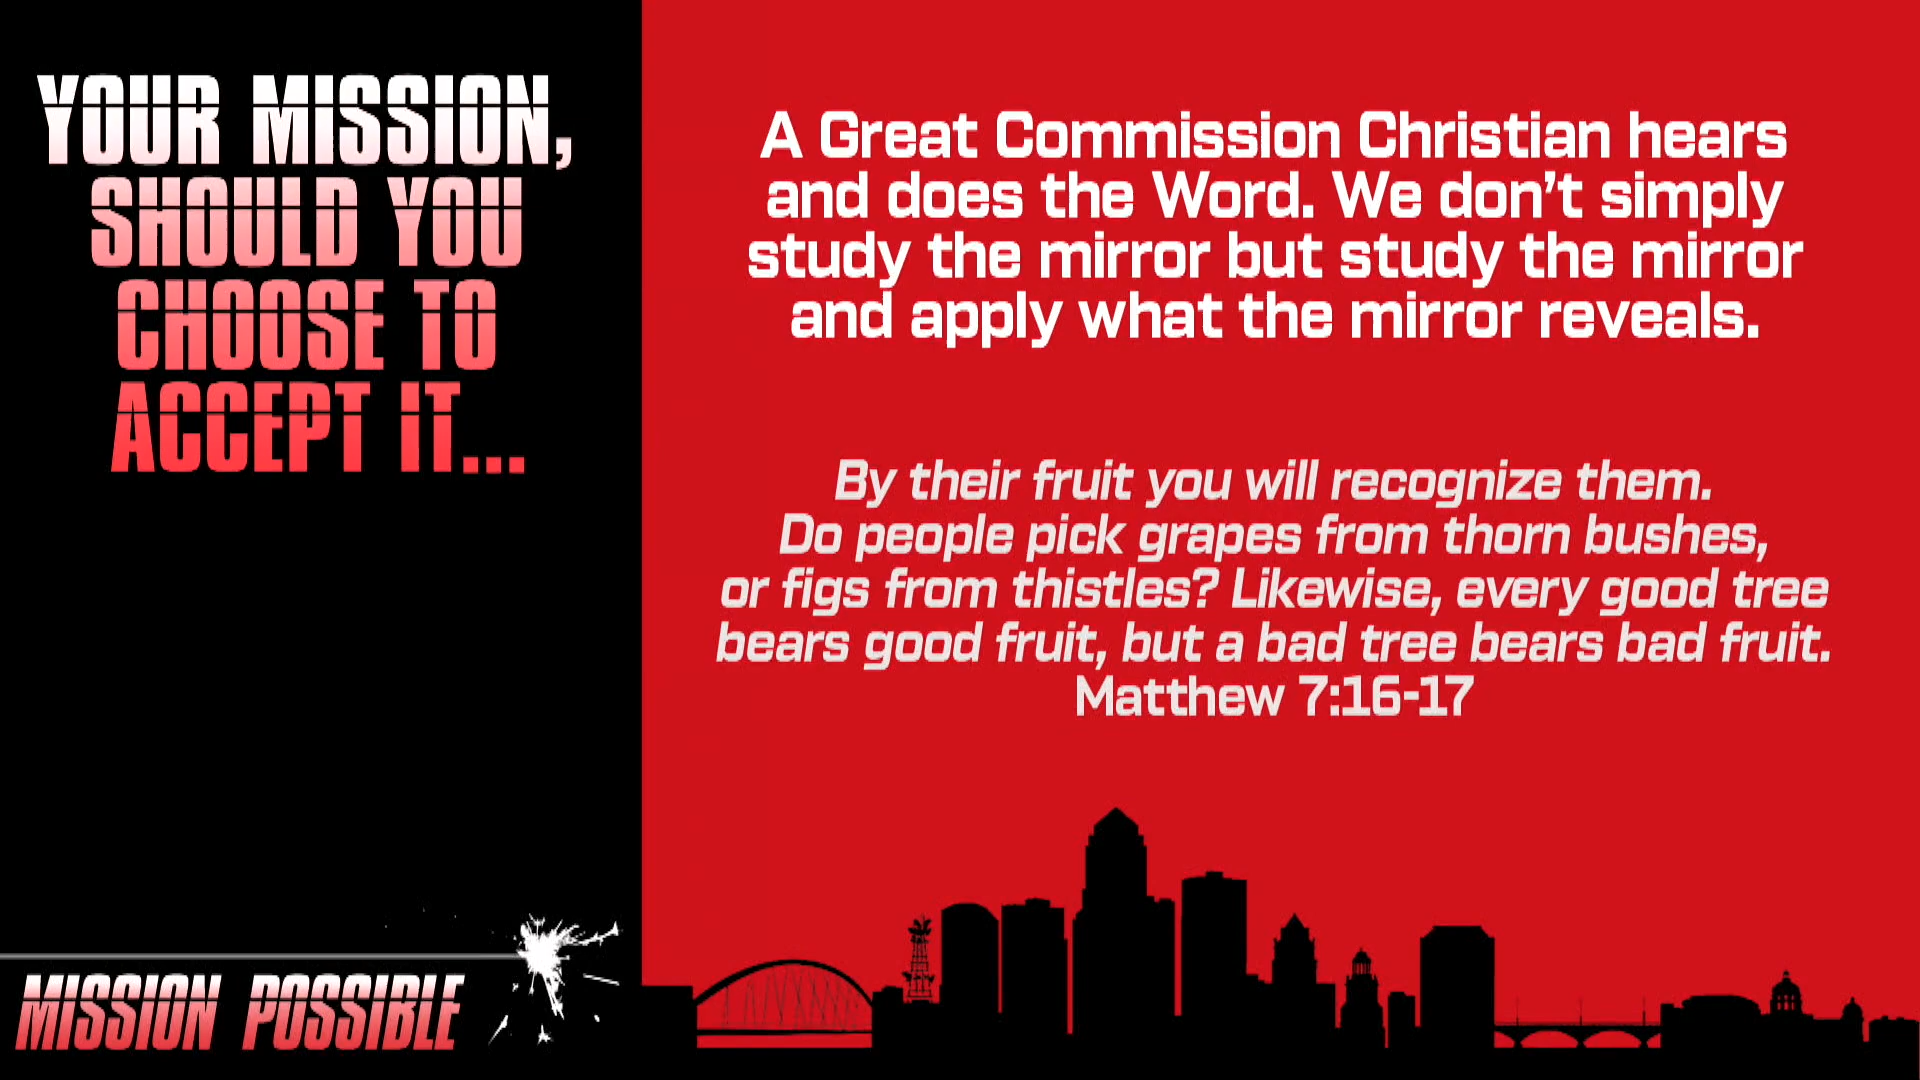 YOUR MISSION,
SHOULD YOU
CHOOSE TO
ACCEPT IT...
A Great Commission Christian hears
and does the Word. We don’t simply
study the mirror but study the mirror
and apply what the mirror reveals.
By their fruit you will recognize them.
Do people pick grapes from thorn bushes,
or figs from thistles? Likewise, every good tree
bears good fruit, but a bad tree bears bad fruit.
Matthew 7:16-17
MISSION POSSIBLE